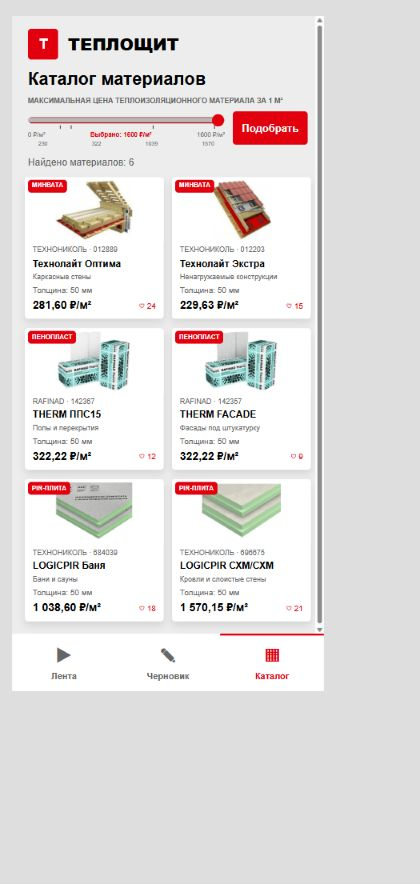 Т ТЕПЛОЩИТ
Каталог материалов
МАКСИМАЛЬНАЯ ЦЕНА ТЕПЛОИЗОЛЯЦИОННОГО МАТЕРИАЛА ЗА 1 М²
Подобрать
0 ₽/м² Выбрано: 1600 ₽/м² 1600 ₽/м²
230 322 1039 1570
Найдено материалов: 6
МИНВАТА МИНВАТА
ТЕХНОНИКОЛЬ · 012889 ТЕХНОНИКОЛЬ · 012203
Технолайт Оптима Технолайт Экстра
Каркасные стены Ненагружаемые конструкции
Толщина: 50 мм Толщина: 50 мм
281,60 ₽/м² ♡ 24 229,63 ₽/м² ♡ 15
ПЕНОПЛАСТ ПЕНОПЛАСТ
RAFINAD · 142367 RAFINAD · 142357
THERM ППС15 THERM FACADE
Полы и перекрытия Фасады под штукатурку
Толщина: 50 мм Толщина: 50 мм
322,22 ₽/м² ♡ 12 322,22 ₽/м² ♡ 9
PIR-ПЛИТА PIR-ПЛИТА
ТЕХНОНИКОЛЬ · 684039 ТЕХНОНИКОЛЬ · 696675
LOGICPIR Баня LOGICPIR СХМ/СХМ
Бани и сауны Кровли и слоистые стены
Толщина: 50 мм Толщина: 50 мм
1 038,60 ₽/м² ♡ 18 1 570,15 ₽/м² ♡ 21
Лента Черновик Каталог